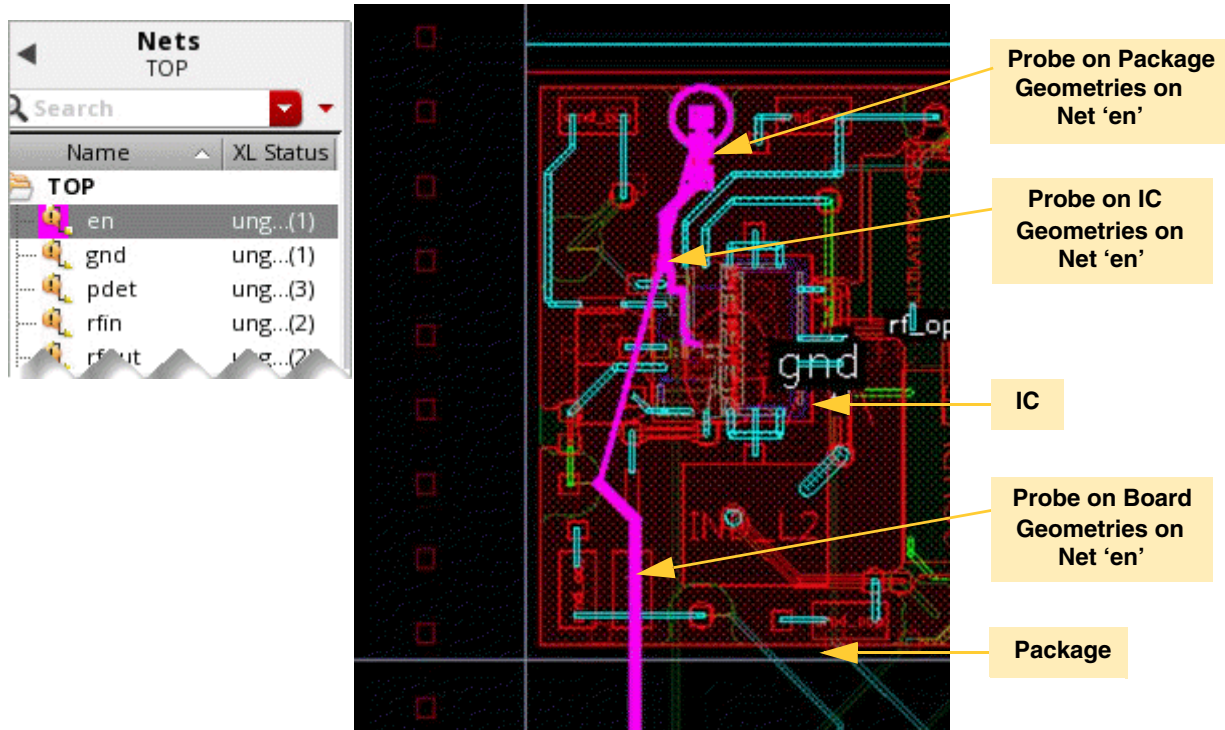 Nets
TOP
Search
Name XL Status
TOP
en ung...(1)
gnd ung...(1)
pdet ung...(3)
rfin ung...(2)
Probe on Package
Geometries on
Net ‘en’
Probe on IC
Geometries on
Net ‘en’
rf_op
gnd
IC
Probe on Board
Geometries on
Net ‘en’
Package